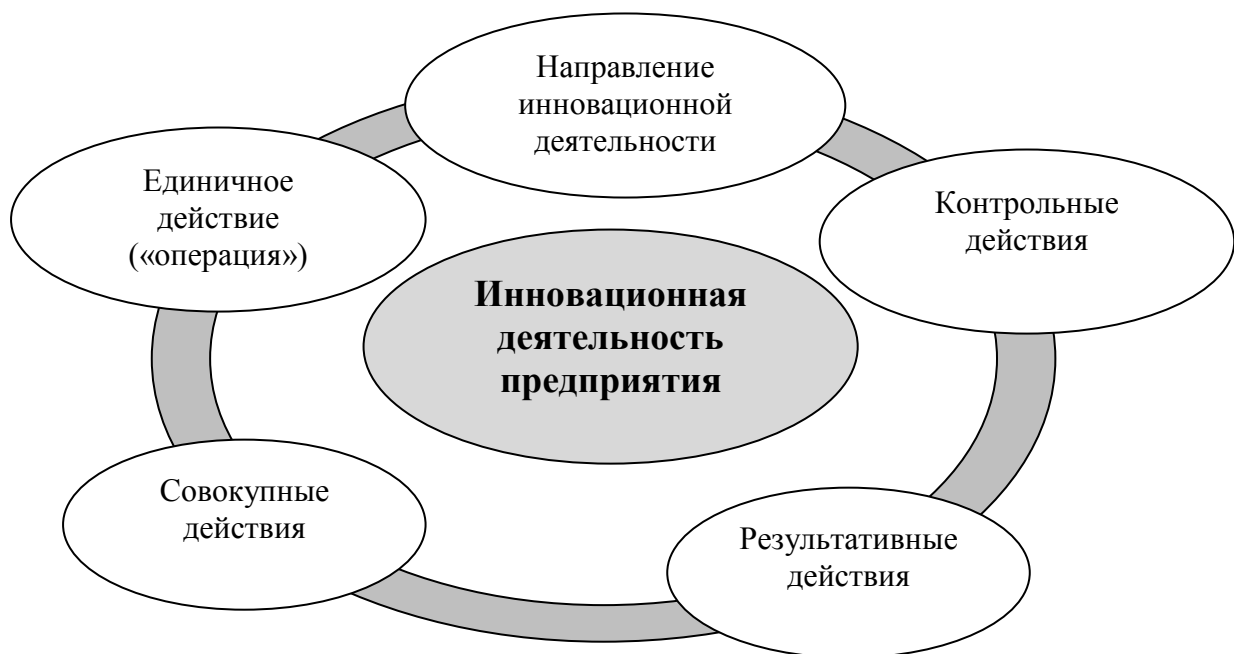 Направление
инновационной
деятельности
Единичное
действие
(«операция»)
Контрольные
действия
Инновационная
деятельность
предприятия
Совокупные
действия
Результативные
действия